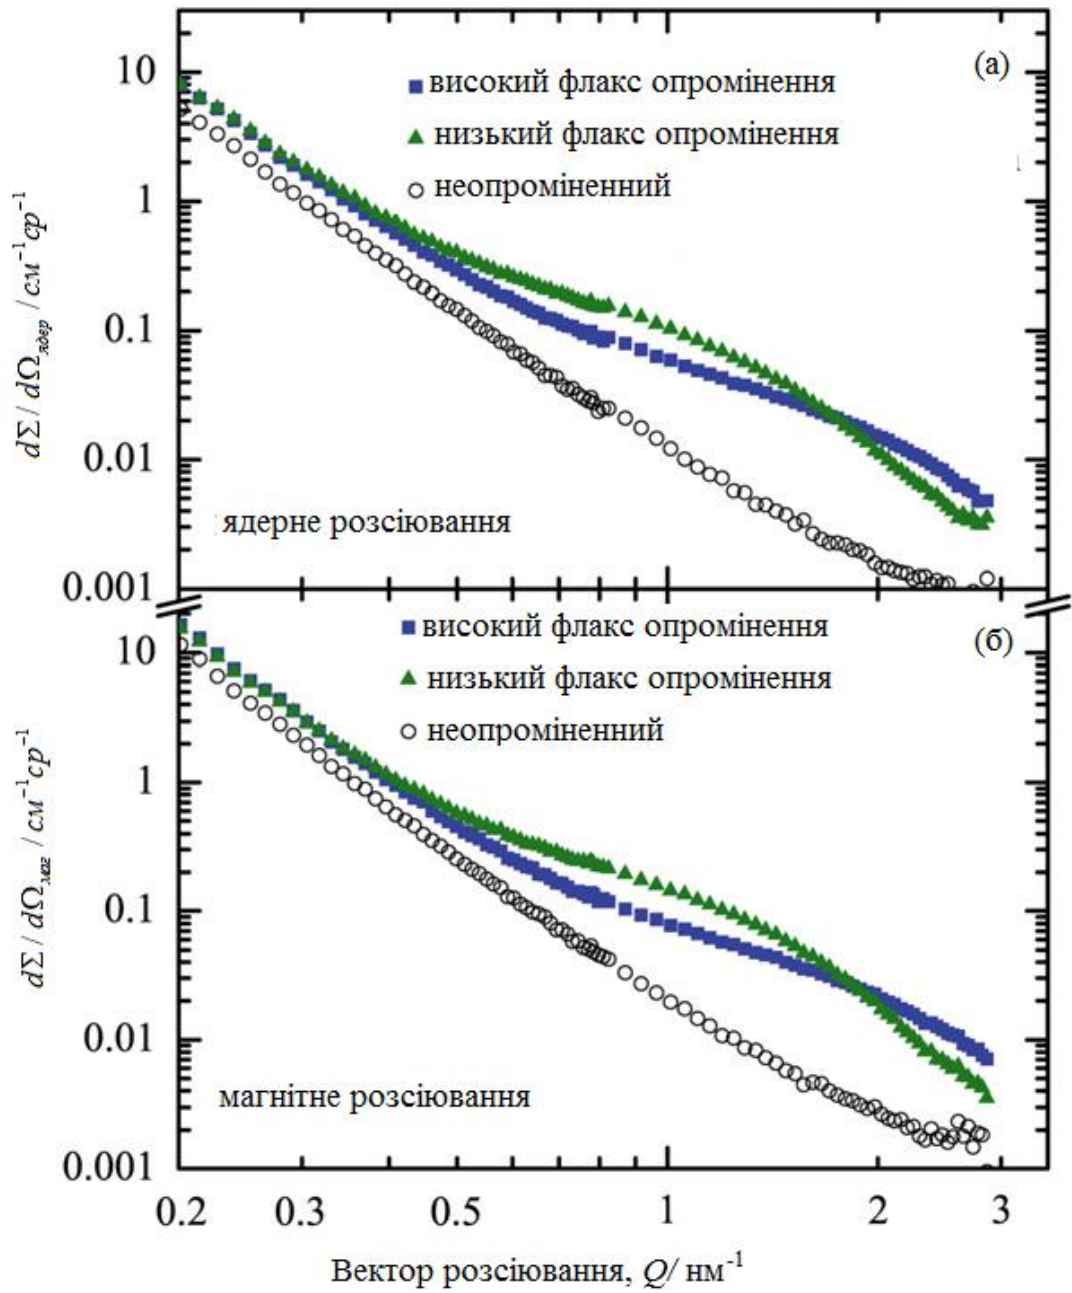 (а)
10
1
0.1
0.01
0.001
dΣ / dΩядер / см⁻¹ср⁻¹
високий флакс опромінення
низький флакс опромінення
неопроміненний
ядерне розсіювання
(б)
10
1
0.1
0.01
0.001
dΣ / dΩмаг / см⁻¹ср⁻¹
високий флакс опромінення
низький флакс опромінення
неопроміненний
магнітне розсіювання
0.2 0.3 0.5 1 2 3
Вектор розсіювання, Q/ нм⁻¹